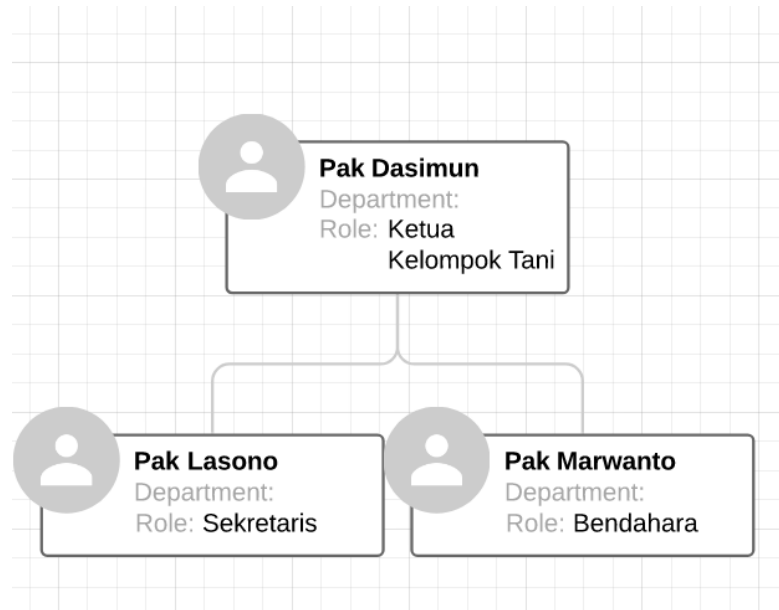 Pak Dasimun
Department:
Role: Ketua
Kelompok Tani
Pak Lasono
Department:
Role: Sekretaris
Pak Marwanto
Department:
Role: Bendahara